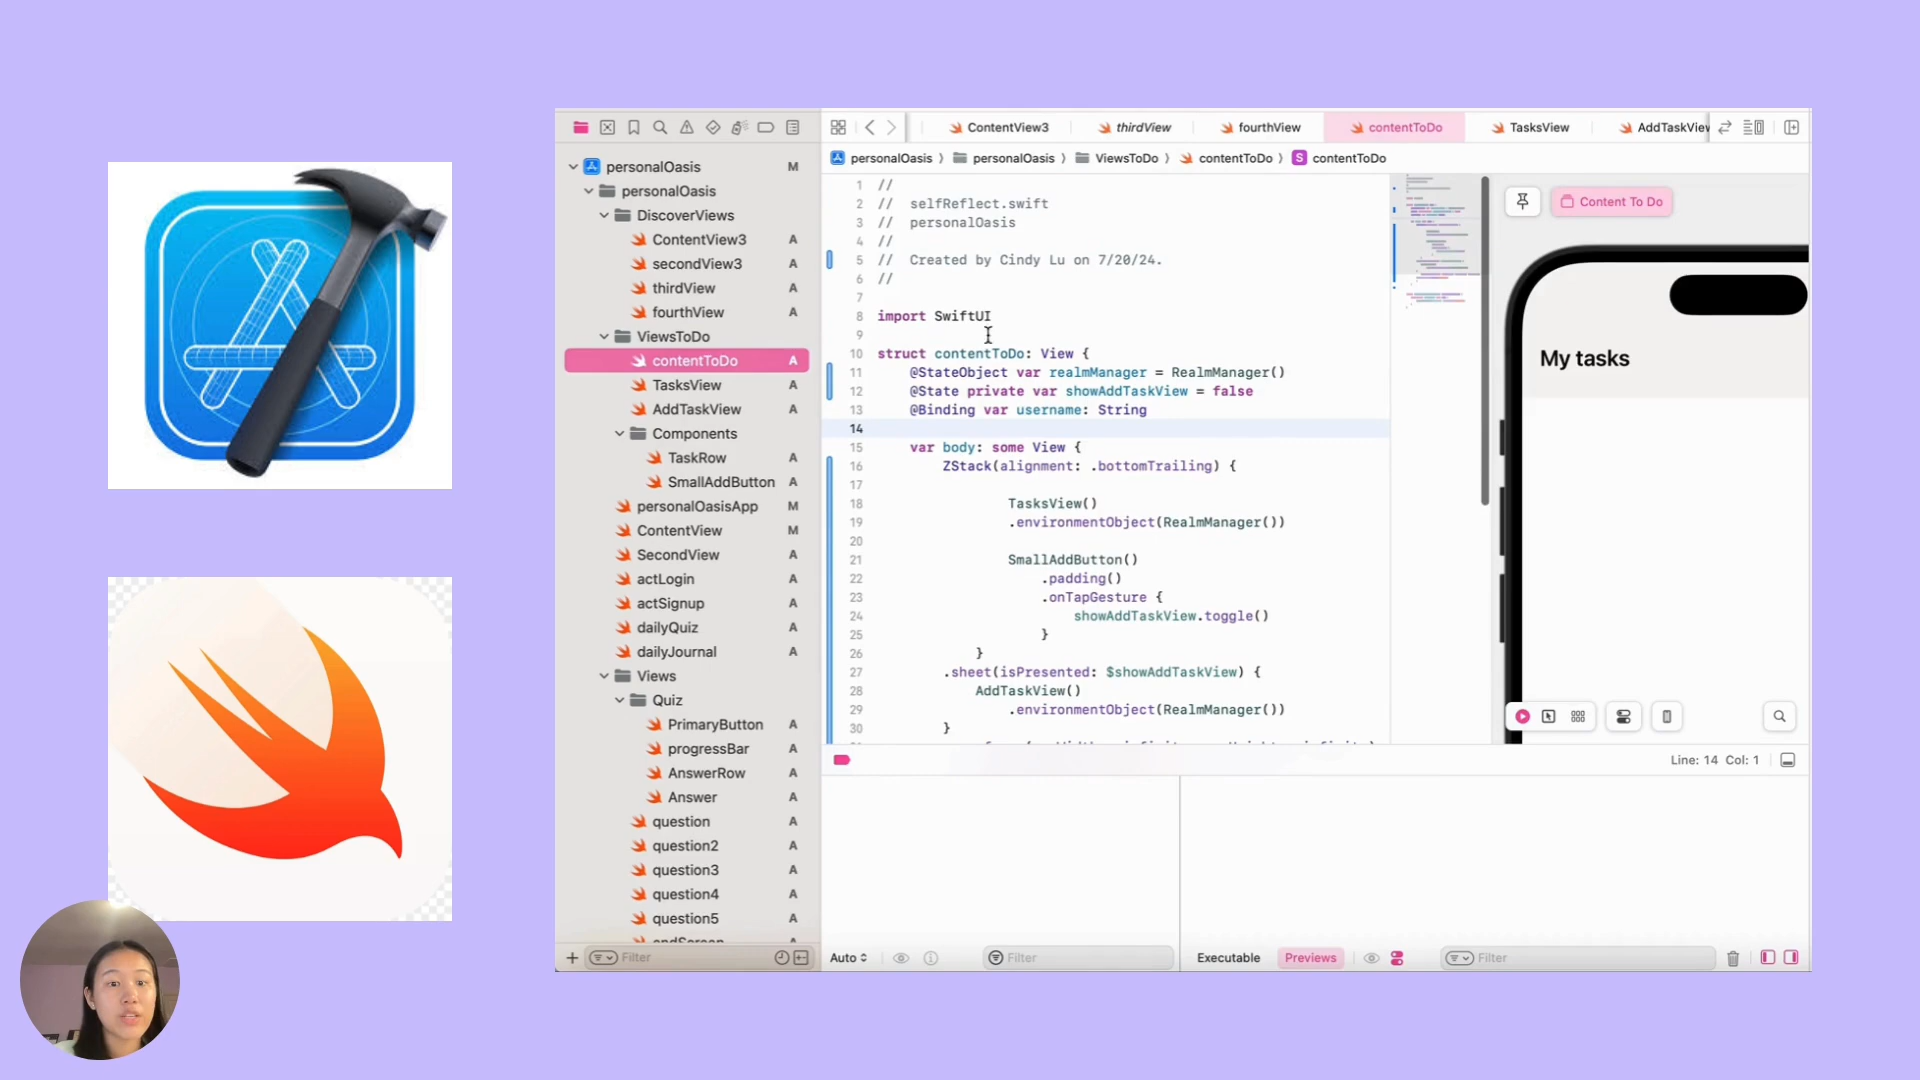 ContentView3 thirdView fourthView contentToDo TasksView AddTaskView
personalOasis M
personalOasis
DiscoverViews
ContentView3 A
secondView3 A
thirdView A
fourthView A
ViewsToDo
contentToDo A
TasksView A
AddTaskView A
Components
TaskRow A
SmallAddButton A
personalOasisApp M
ContentView M
SecondView A
actLogin A
actSignup A
dailyQuiz A
dailyJournal A
Views
Quiz
PrimaryButton A
progressBar A
AnswerRow A
Answer A
question A
question2 A
question3 A
question4 A
question5 A
Filter
personalOasis 〉 personalOasis 〉 ViewsToDo 〉 contentToDo 〉 S contentToDo
1 //
2 // selfReflect.swift
3 // personalOasis
4 //
5 // Created by Cindy Lu on 7/20/24.
6 //
7
8 import SwiftUI
9
10 struct contentToDo: View {
11 @StateObject var realmManager = RealmManager()
12 @State private var showAddTaskView = false
13 @Binding var username: String
14
15 var body: some View {
16 ZStack(alignment: .bottomTrailing) {
17
18 TasksView()
19 .environmentObject(RealmManager())
20
21 SmallAddButton()
22 .padding()
23 .onTapGesture {
24 showAddTaskView.toggle()
25 }
26 }
27 .sheet(isPresented: $showAddTaskView) {
28 AddTaskView()
29 .environmentObject(RealmManager())
30 }
Content To Do
My tasks
Line: 14 Col: 1
Auto
Filter
Executable Previews
Filter